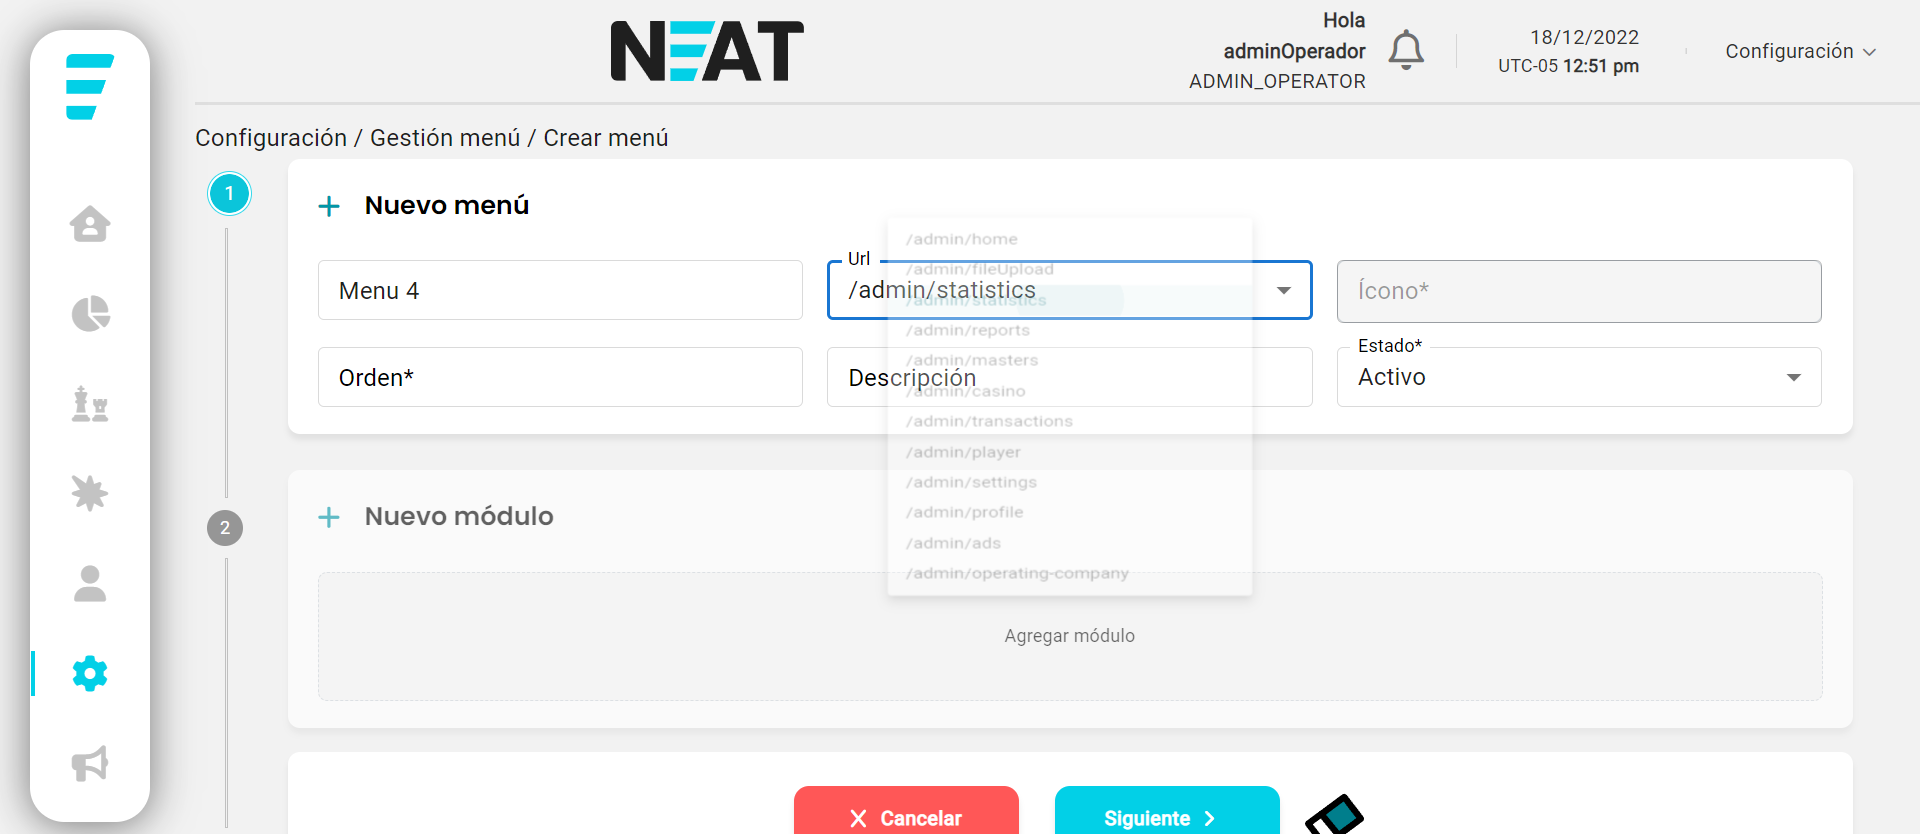 NEAT
Hola
adminOperador
ADMIN_OPERATOR
18/12/2022
UTC-05 12:51 pm
Configuración
Configuración / Gestión menú / Crear menú
1
Nuevo menú
Menu 4
Url
/admin/statistics
Ícono*
Orden*
Descripción
Estado*
Activo
/admin/home
/admin/fileUpload
/admin/statistics
/admin/reports
/admin/masters
/admin/casino
/admin/transactions
/admin/player
/admin/settings
/admin/profile
/admin/ads
/admin/operating-company
2
Nuevo módulo
Agregar módulo
Cancelar
Siguiente